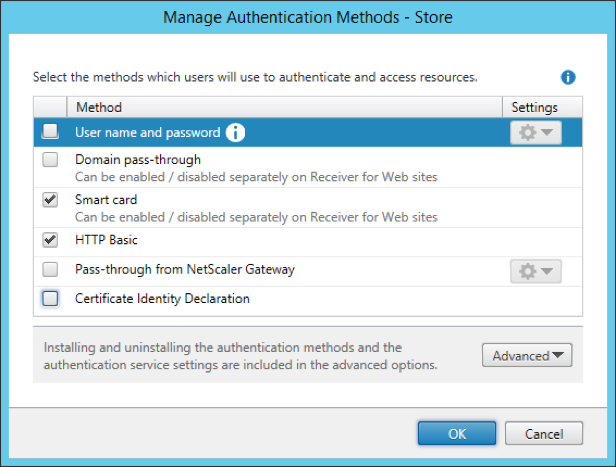 Manage Authentication Methods - Store
Select the methods which users will use to authenticate and access resources.
Method Settings
User name and password
Domain pass-through
Can be enabled / disabled separately on Receiver for Web sites
Smart card
Can be enabled / disabled separately on Receiver for Web sites
HTTP Basic
Pass-through from NetScaler Gateway
Certificate Identity Declaration
Installing and uninstalling the authentication methods and the
authentication service settings are included in the advanced options.
Advanced
OK Cancel